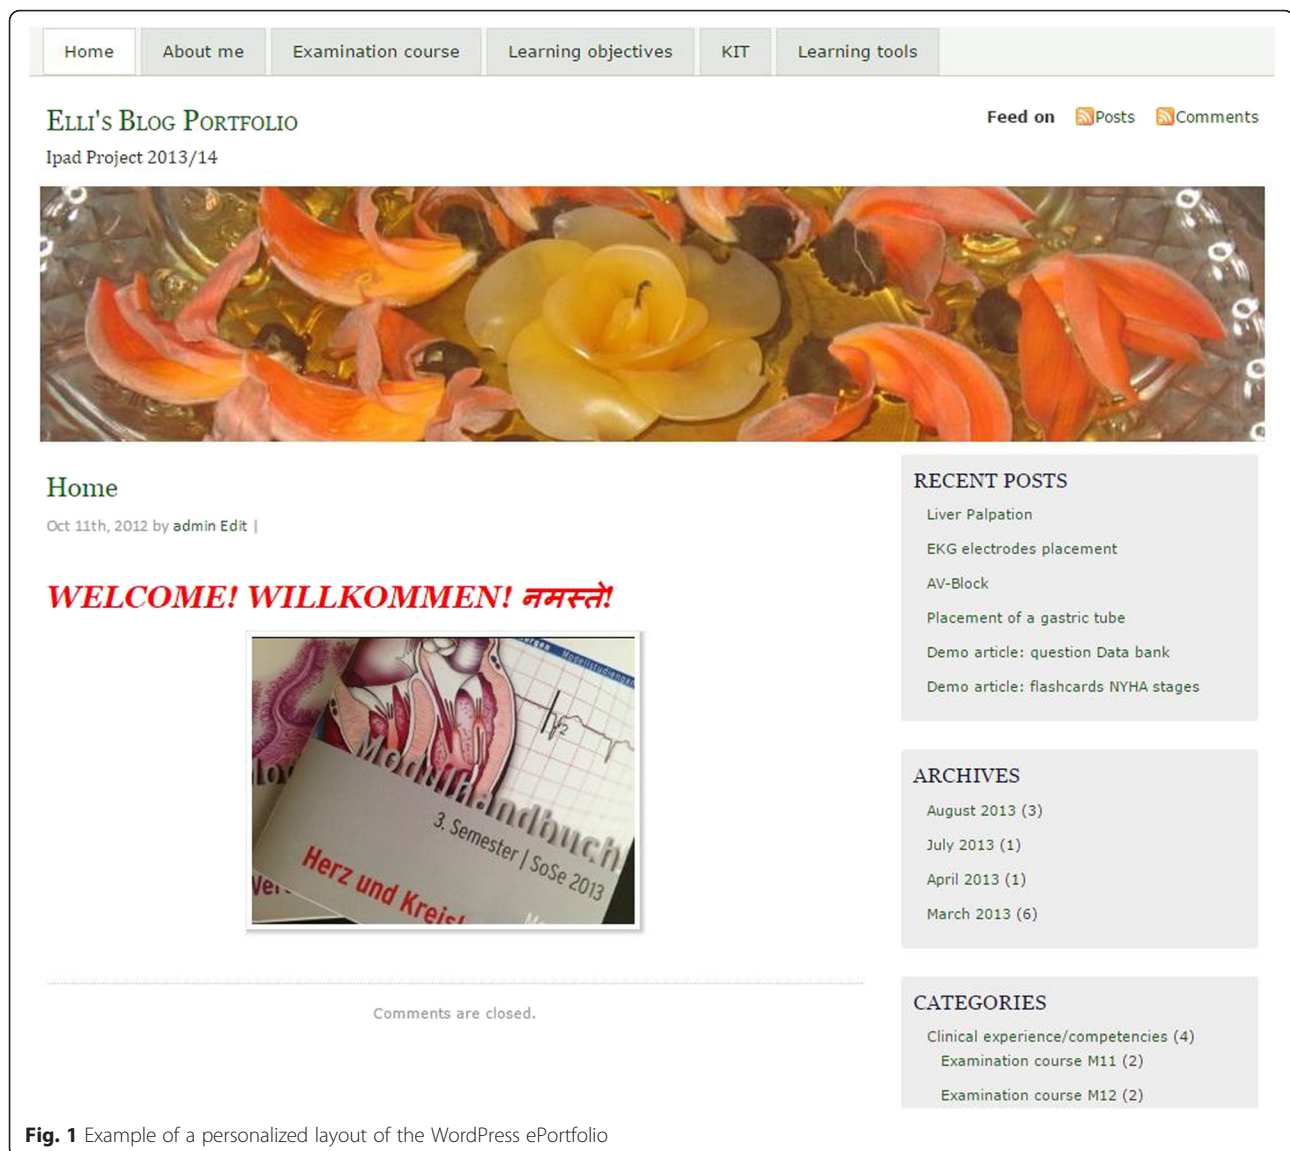 Home
About me
Examination course
Learning objectives
KIT
Learning tools
ELLI'S BLOG PORTFOLIO
Ipad Project 2013/14
Feed on Posts Comments
Home
Oct 11th, 2012 by admin Edit |
WELCOME! WILLKOMMEN! नमस्ते!
Modulhandbuch
3. Semester | SoSe 2013
Herz und
Comments are closed.
RECENT POSTS
Liver Palpation
EKG electrodes placement
AV-Block
Placement of a gastric tube
Demo article: question Data bank
Demo article: flashcards NYHA stages
ARCHIVES
August 2013 (3)
July 2013 (1)
April 2013 (1)
March 2013 (6)
CATEGORIES
Clinical experience/competencies (4)
Examination course M11 (2)
Examination course M12 (2)
Fig. 1 Example of a personalized layout of the WordPress ePortfolio